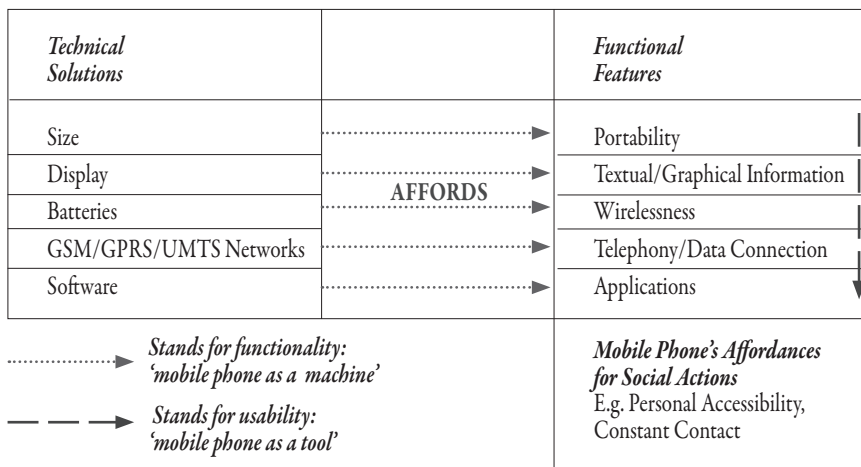 Technical
Solutions
Functional
Features
Size
Portability
Display
Textual/Graphical Information
AFFORDS
Batteries
Wirelessness
GSM/GPRS/UMTS Networks
Telephony/Data Connection
Software
Applications
Stands for functionality:
‘mobile phone as a machine’
Stands for usability:
‘mobile phone as a tool’
Mobile Phone’s Affordances
for Social Actions
E.g. Personal Accessibility,
Constant Contact